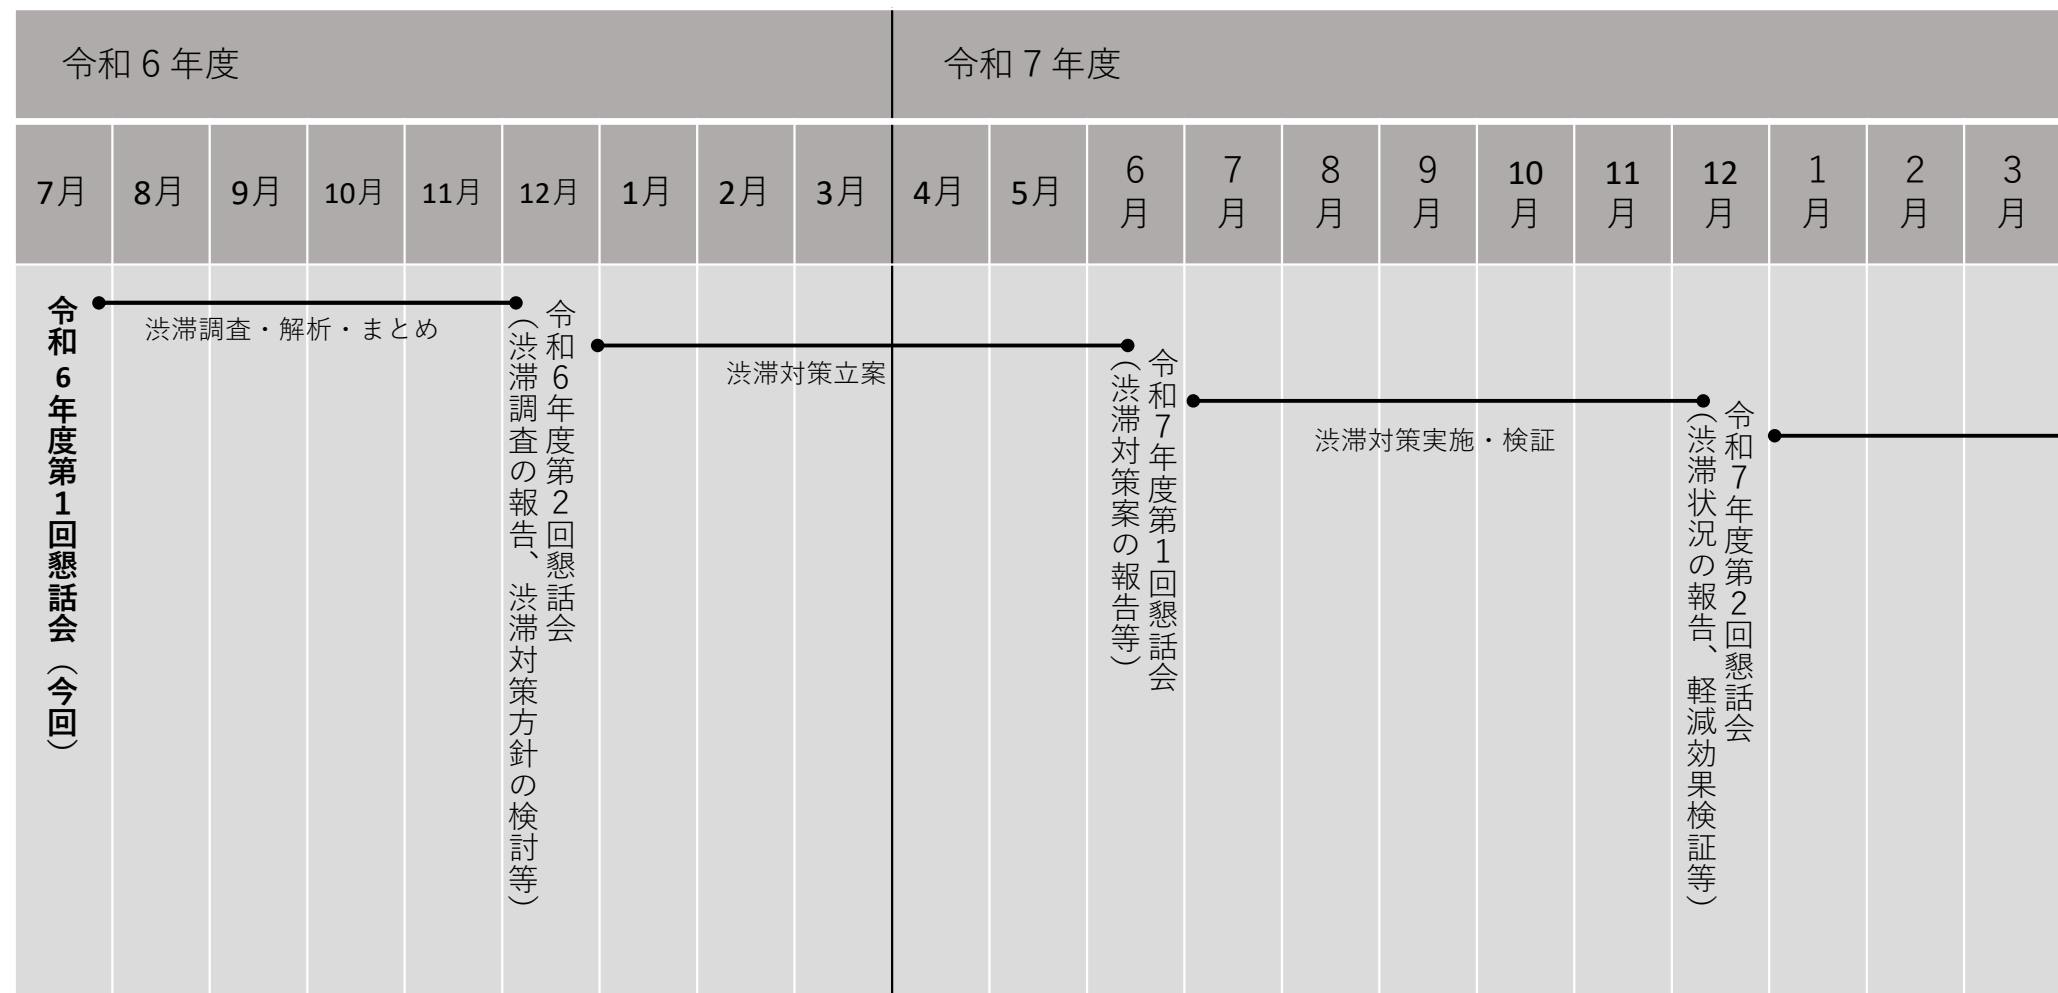 令和６年度
令和７年度
7月
8月
9月
10月
11月
12月
1月
2月
3月
4月
5月
６月
７月
８月
９月
10月
11月
12月
１月
２月
３月
令和６年度第１回懇話会（今回）
渋滞調査・解析・まとめ
令和６年度第２回懇話会
（渋滞調査の報告、渋滞対策方針の検討等）
渋滞対策立案
令和７年度第１回懇話会
（渋滞対策案の報告等）
渋滞対策実施・検証
令和７年度第２回懇話会
（渋滞状況の報告、軽減効果検証等）